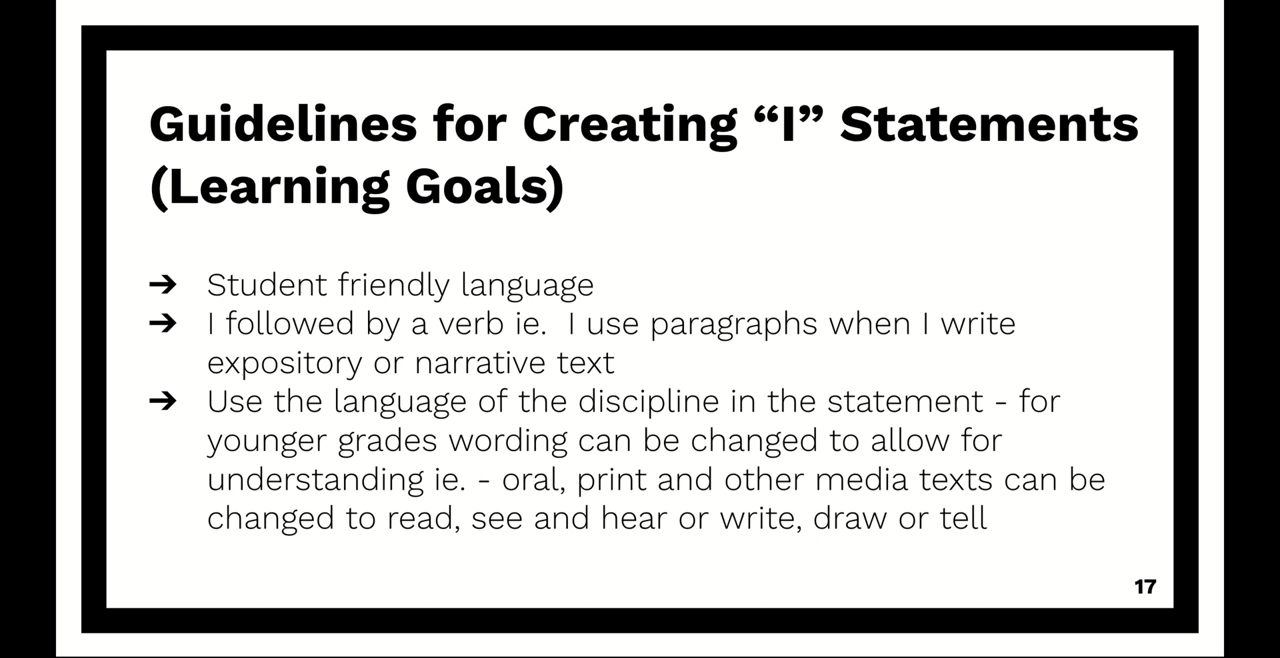 Guidelines for Creating “I” Statements
(Learning Goals)
➔ Student friendly language
➔ I followed by a verb ie.  I use paragraphs when I write
expository or narrative text
➔ Use the language of the discipline in the statement - for
younger grades wording can be changed to allow for
understanding ie. - oral, print and other media texts can be
changed to read, see and hear or write, draw or tell
17